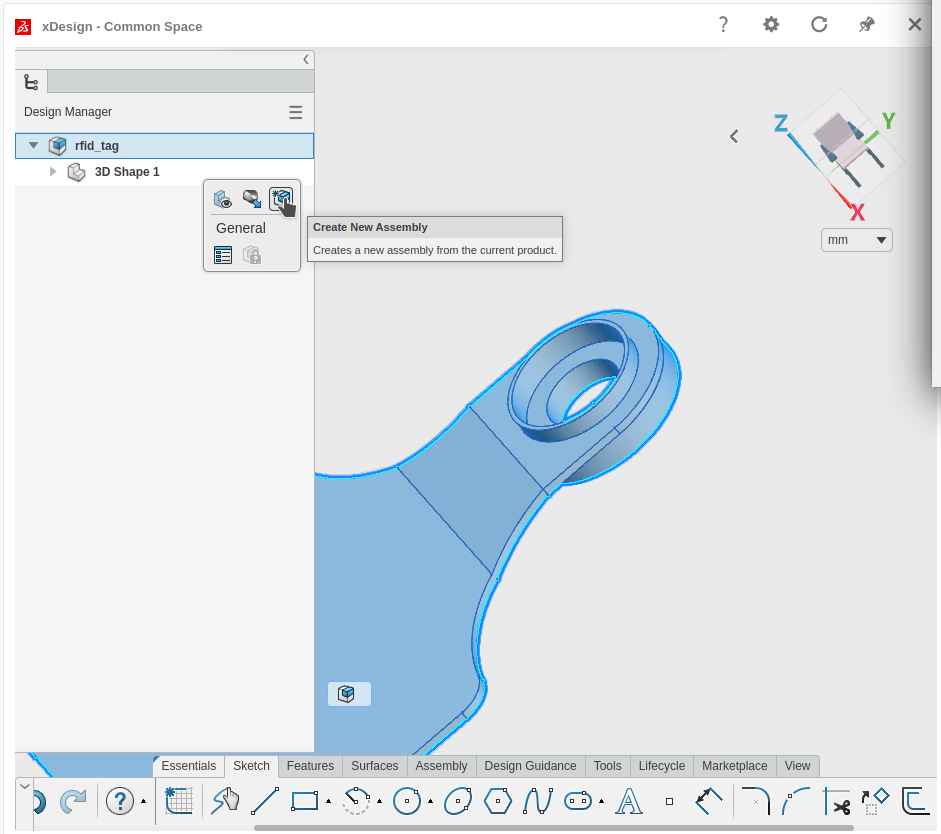 xDesign - Common Space
?
Design Manager
rfid_tag
3D Shape 1
General
Create New Assembly
Creates a new assembly from the current product.
Z
Y
X
mm
Essentials
Sketch
Features
Surfaces
Assembly
Design Guidance
Tools
Lifecycle
Marketplace
View
?
A